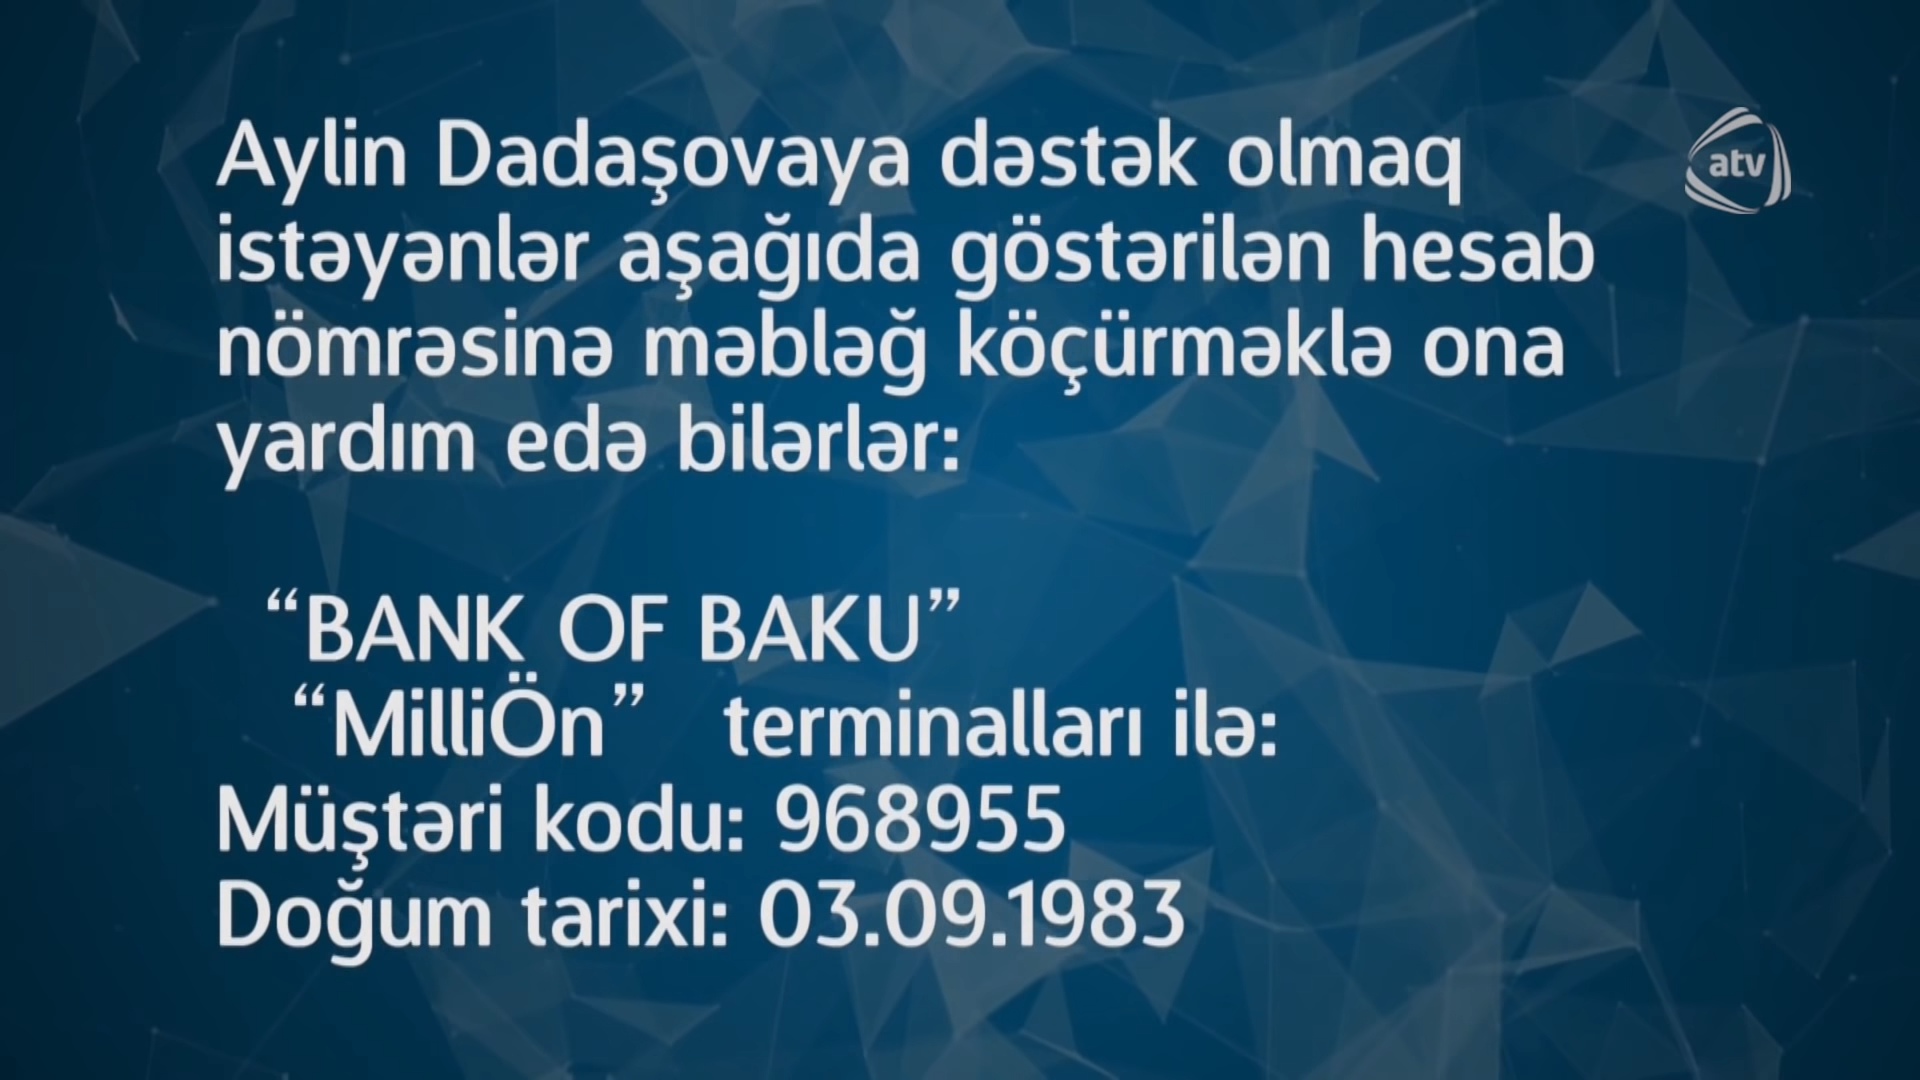 Aylin Dadaşovaya dəstək olmaq
istəyənlər aşağıda göstərilən hesab
nömrəsinə məbləğ köçürməklə ona
yardım edə bilərlər:
“BANK OF BAKU”
“MilliÖn” terminalları ilə:
Müştəri kodu: 968955
Doğum tarixi: 03.09.1983
atv